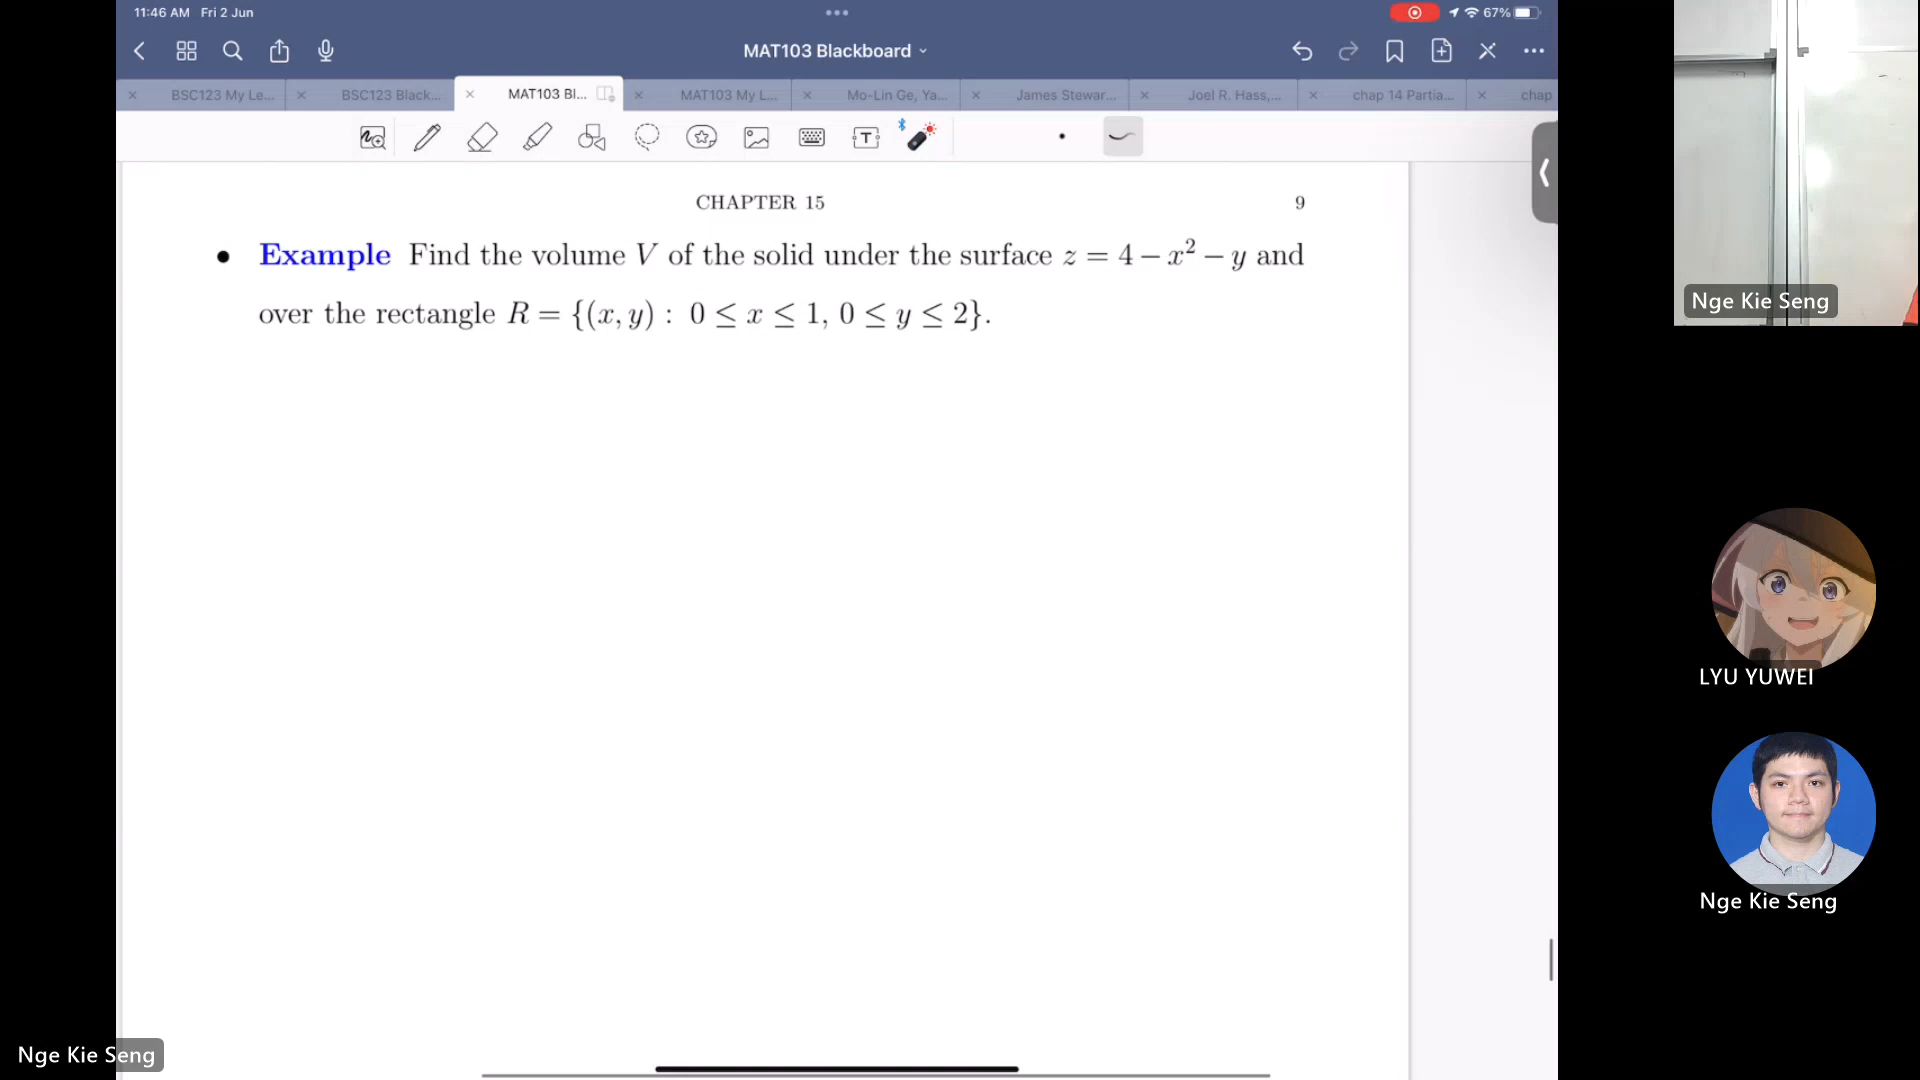 11:46 AM Fri 2 Jun
67%
MAT103 Blackboard
BSC123 My Le...
BSC123 Black...
MAT103 Bl...
MAT103 My L...
Mo-Lin Ge, Ya...
James Stewar...
Joel R. Hass,...
chap 14 Partia...
chap
CHAPTER 15 9
• Example Find the volume V of the solid under the surface z = 4 − x² − y and
over the rectangle R = {(x, y) : 0 ≤ x ≤ 1, 0 ≤ y ≤ 2}.
Nge Kie Seng
LYU YUWEI
Nge Kie Seng
Nge Kie Seng